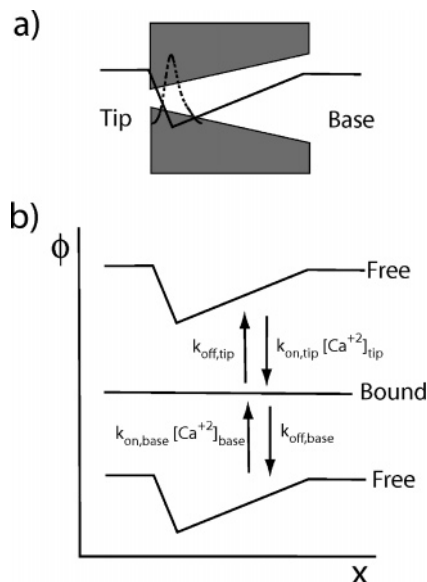 a)
Tip
Base
b)
ϕ
Free
k_off,tip
k_on,tip [Ca⁺²]_tip
Bound
k_on,base [Ca⁺²]_base
k_off,base
Free
x